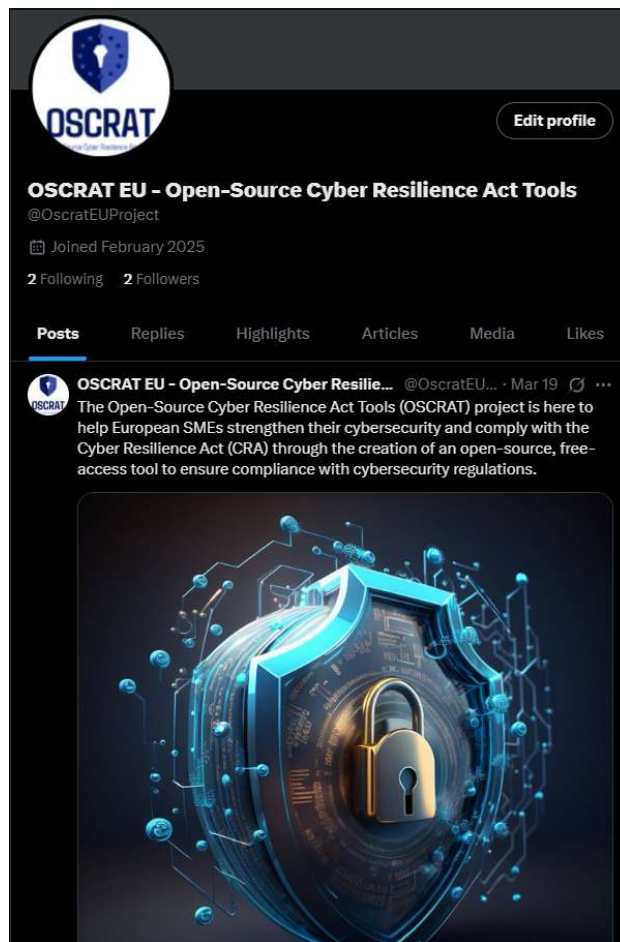 OSCRAT
Edit profile
OSCRAT EU - Open-Source Cyber Resilience Act Tools
@OscratEUProject
Joined February 2025
2 Following 2 Followers
Posts Replies Highlights Articles Media Likes
OSCRAT EU - Open-Source Cyber Resilie... @OscratEU... · Mar 19
OSCRAT
The Open-Source Cyber Resilience Act Tools (OSCRAT) project is here to
help European SMEs strengthen their cybersecurity and comply with the
Cyber Resilience Act (CRA) through the creation of an open-source, free-
access tool to ensure compliance with cybersecurity regulations.